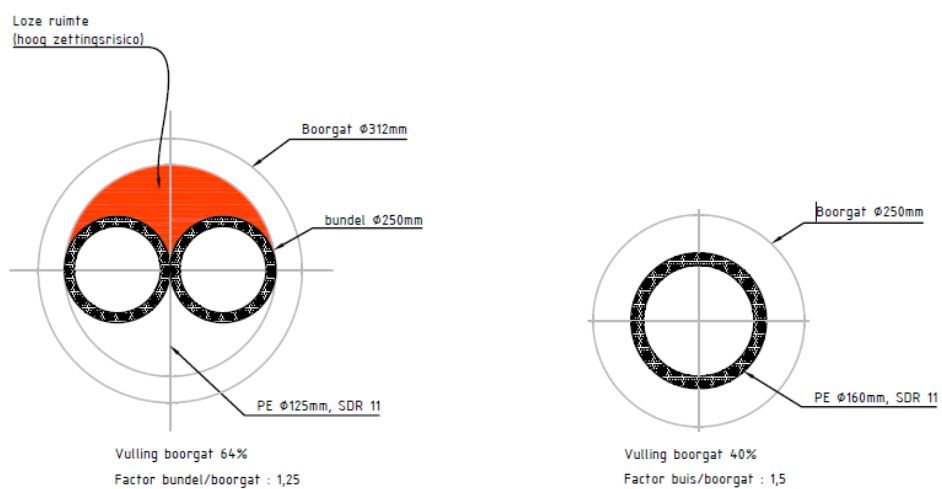 Loze ruimte
(hoog zettingsrisico)
Boorgat Ø312mm
bundel Ø250mm
PE Ø125mm, SDR 11
Vulling boorgat 64%
Factor bundel/boorgat : 1,25
Boorgat Ø250mm
PE Ø160mm, SDR 11
Vulling boorgat 40%
Factor buis/boorgat : 1,5